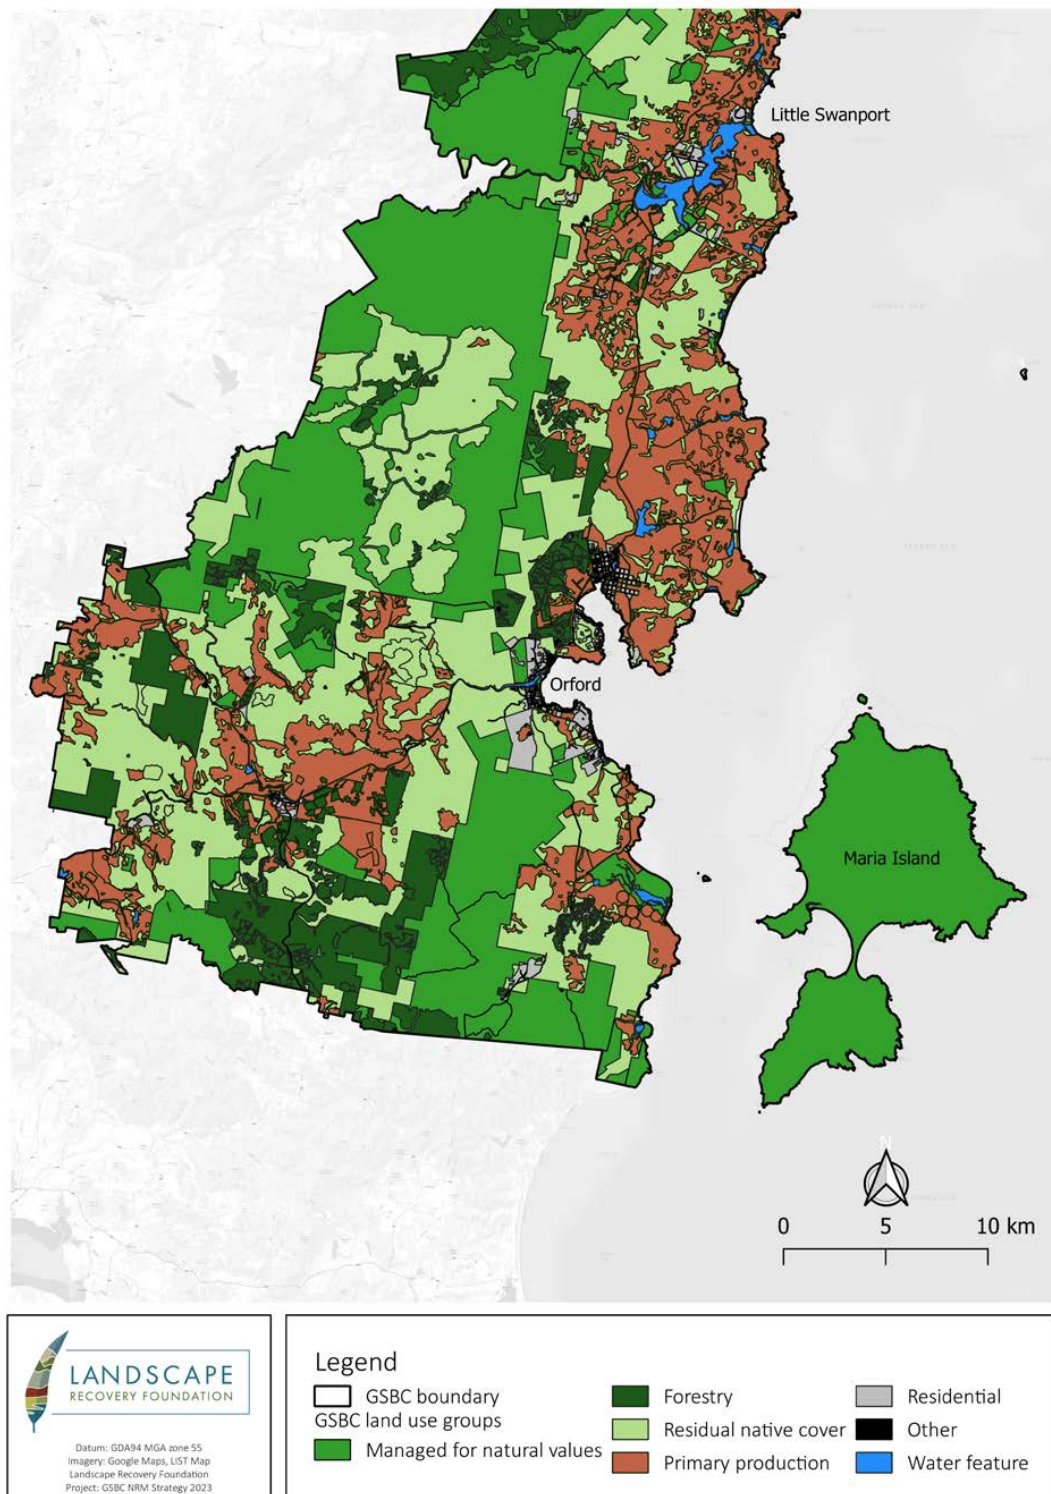 Little Swanport
Orford
Maria Island
N
0 5 10 km
LANDSCAPE
RECOVERY FOUNDATION
Datum: GDA94 MGA zone 55
Imagery: Google Maps, LIST Map
Landscape Recovery Foundation
Project: GSBC NRM Strategy 2023
Legend
GSBC boundary
GSBC land use groups
Managed for natural values
Forestry
Residual native cover
Primary production
Residential
Other
Water feature